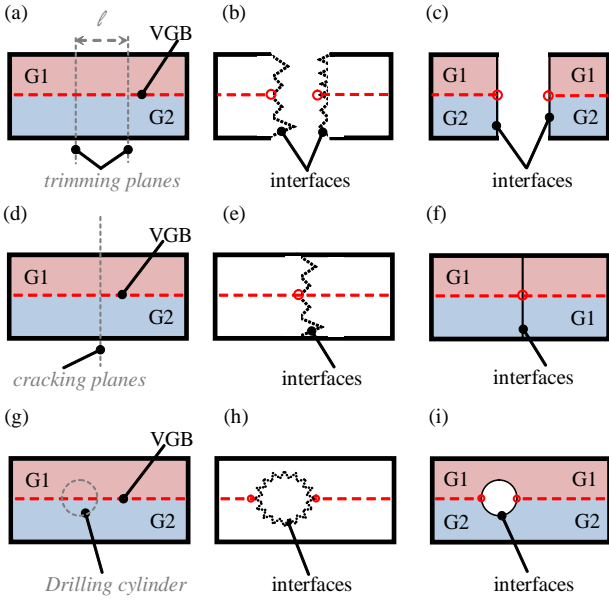 (a) (b) (c)
ℓ VGB
G1 G1 G1
G2 G2 G2
trimming planes interfaces interfaces
(d) (e) (f)
VGB
G1 G1
G2 G1
cracking planes interfaces interfaces
(g) (h) (i)
VGB
G1 G1 G1
G2 G2 G2
Drilling cylinder interfaces interfaces